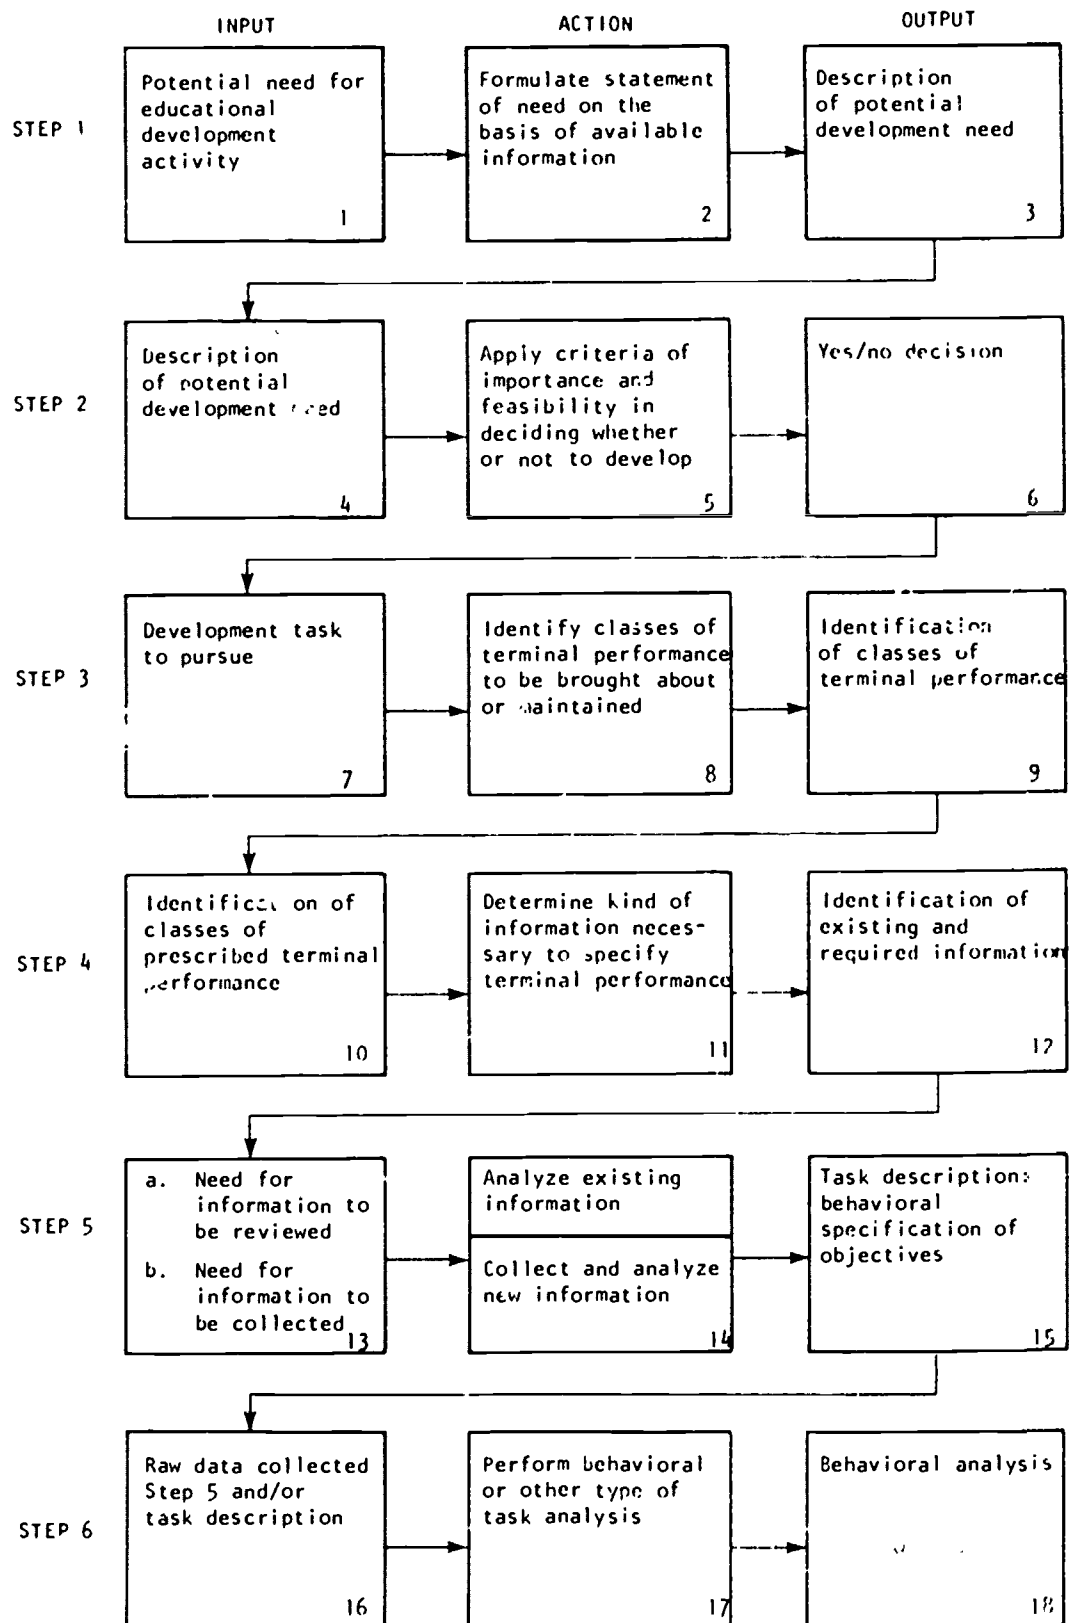 INPUT
ACTION
OUTPUT
STEP 1
Potential need for
educational
development
activity
1
Formulate statement
of need on the
basis of available
information
2
Description
of potential
development need
3
STEP 2
Description
of potential
development need
4
Apply criteria of
importance and
feasibility in
deciding whether
or not to develop
5
Yes/no decision
6
STEP 3
Development task
to pursue
7
Identify classes of
terminal performance
to be brought about
or maintained
8
Identification
of classes of
terminal performance
9
STEP 4
Identification of
classes of
prescribed terminal
performance
10
Determine kind of
information neces-
sary to specify
terminal performance
11
Identification of
existing and
required information
12
STEP 5
a. Need for
information to
be reviewed
b. Need for
information to
be collected
13
Analyze existing
information
Collect and analyze
new information
14
Task description:
behavioral
specification of
objectives
15
STEP 6
Raw data collected
Step 5 and/or
task description
16
Perform behavioral
or other type of
task analysis
17
Behavioral analysis
18